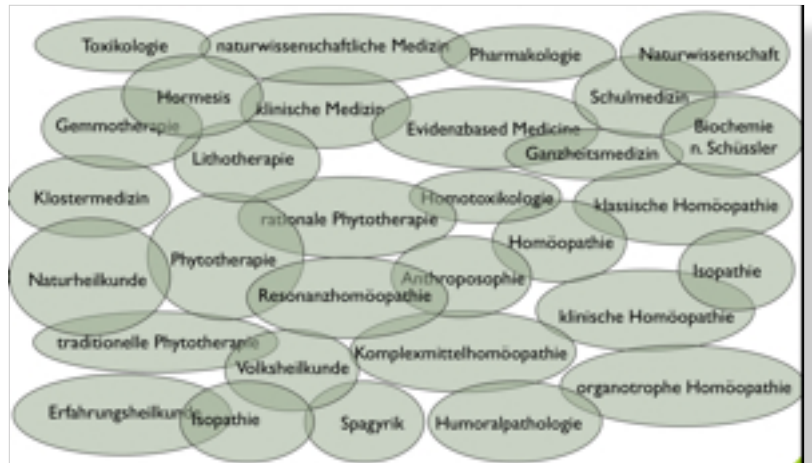 Toxikologie
naturwissenschaftliche Medizin
Pharmakologie
Naturwissenschaft
Hormesis
klinische Medizin
Schulmedizin
Gemmotherapie
Evidenzbased Medicine
Biochemie
n. Schüssler
Lithotherapie
Ganzheitsmedizin
Klostermedizin
Homotoxikologie
klassische Homöopathie
rationale Phytotherapie
Homöopathie
Phytotherapie
Naturheilkunde
Anthroposophie
Isopathie
Resonanzhomöopathie
klinische Homöopathie
traditionelle Phytotherapie
Komplexmittelhomöopathie
Volksheilkunde
organotrophe Homöopathie
Erfahrungsheilkunde
Isopathie
Spagyrik
Humoralpathologie